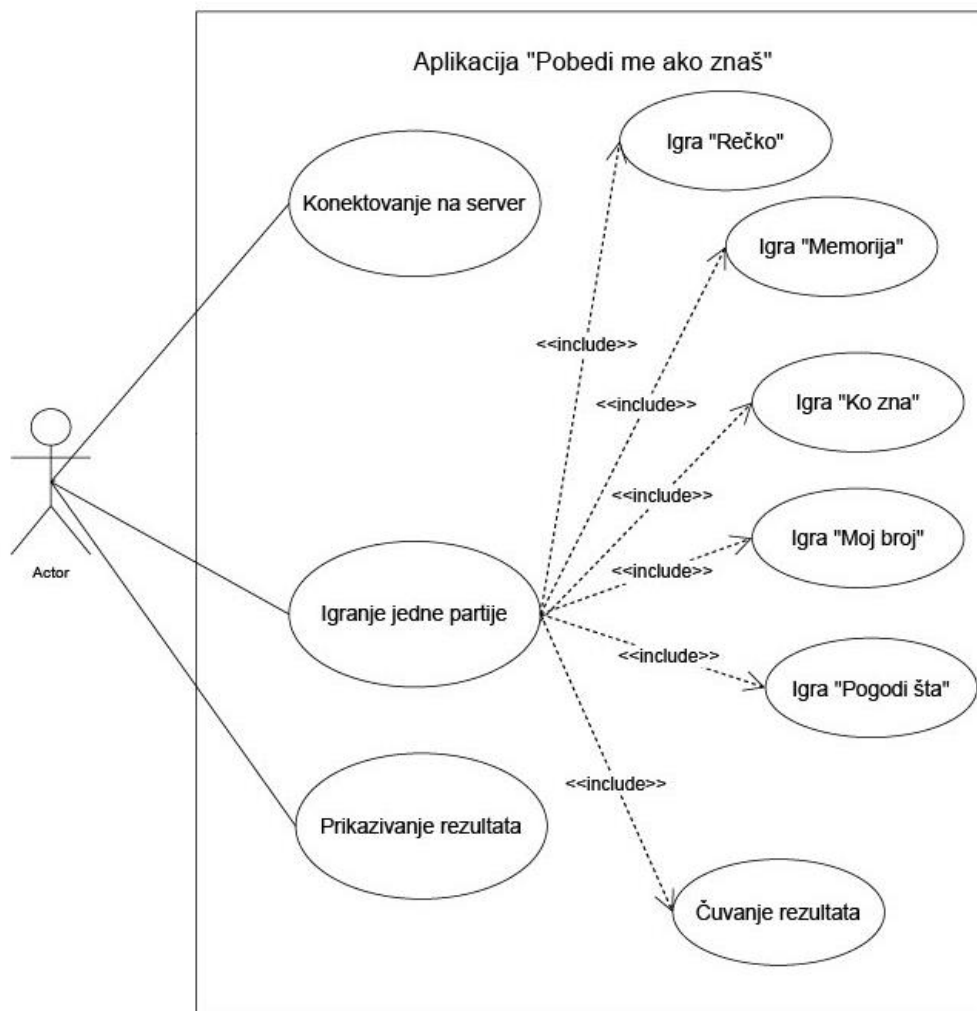 Aplikacija "Pobedi me ako znaš"
Igra "Rečko"
Konektovanje na server
Igra "Memorija"
<<include>>
<<include>>
Igra "Ko zna"
<<include>>
Igra "Moj broj"
<<include>>
Actor
Igranje jedne partije
<<include>>
Igra "Pogodi šta"
<<include>>
Prikazivanje rezultata
Čuvanje rezultata